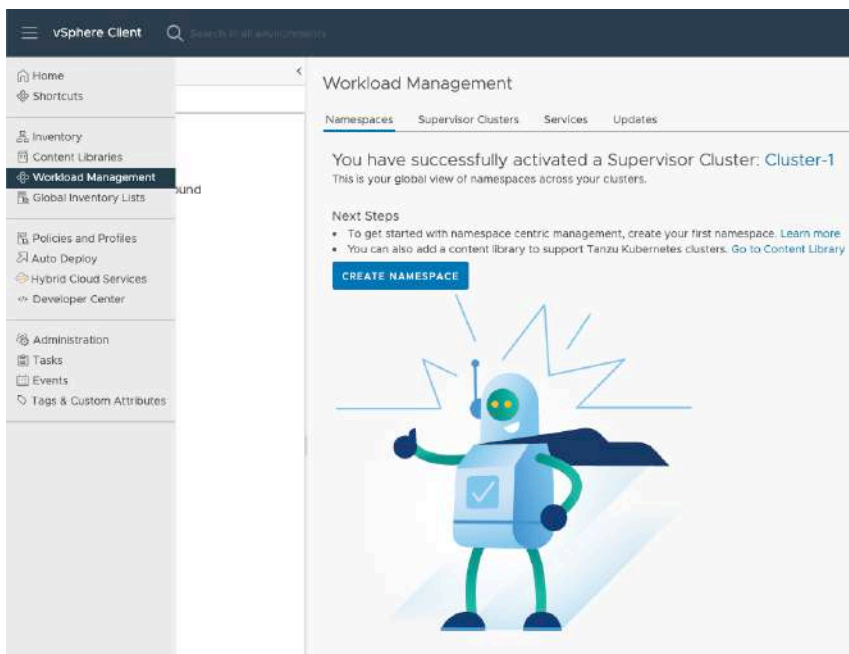 vSphere Client
Search in all environments
Home
Shortcuts
Inventory
Content Libraries
Workload Management
Global Inventory Lists
Policies and Profiles
Auto Deploy
Hybrid Cloud Services
Developer Center
Administration
Tasks
Events
Tags & Custom Attributes
ound
Workload Management
Namespaces Supervisor Clusters Services Updates
You have successfully activated a Supervisor Cluster: Cluster-1
This is your global view of namespaces across your clusters.
Next Steps
• To get started with namespace centric management, create your first namespace. Learn more
• You can also add a content library to support Tanzu Kubernetes clusters. Go to Content Library
CREATE NAMESPACE